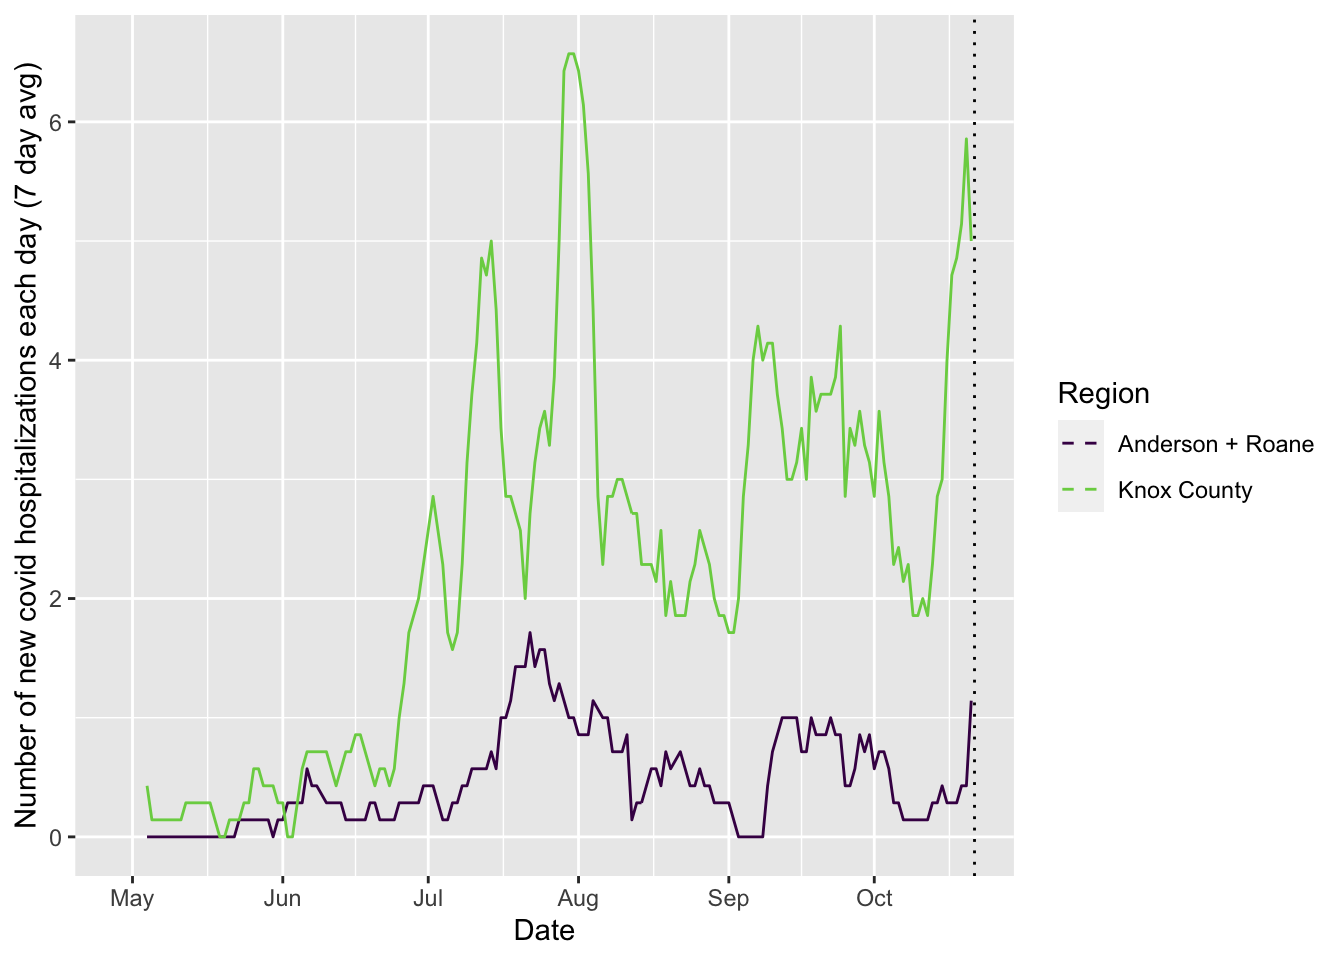 Number of new covid hospitalizations each day (7 day avg)
6
4
2
0
May Jun Jul Aug Sep Oct
Date
Region
Anderson + Roane
Knox County